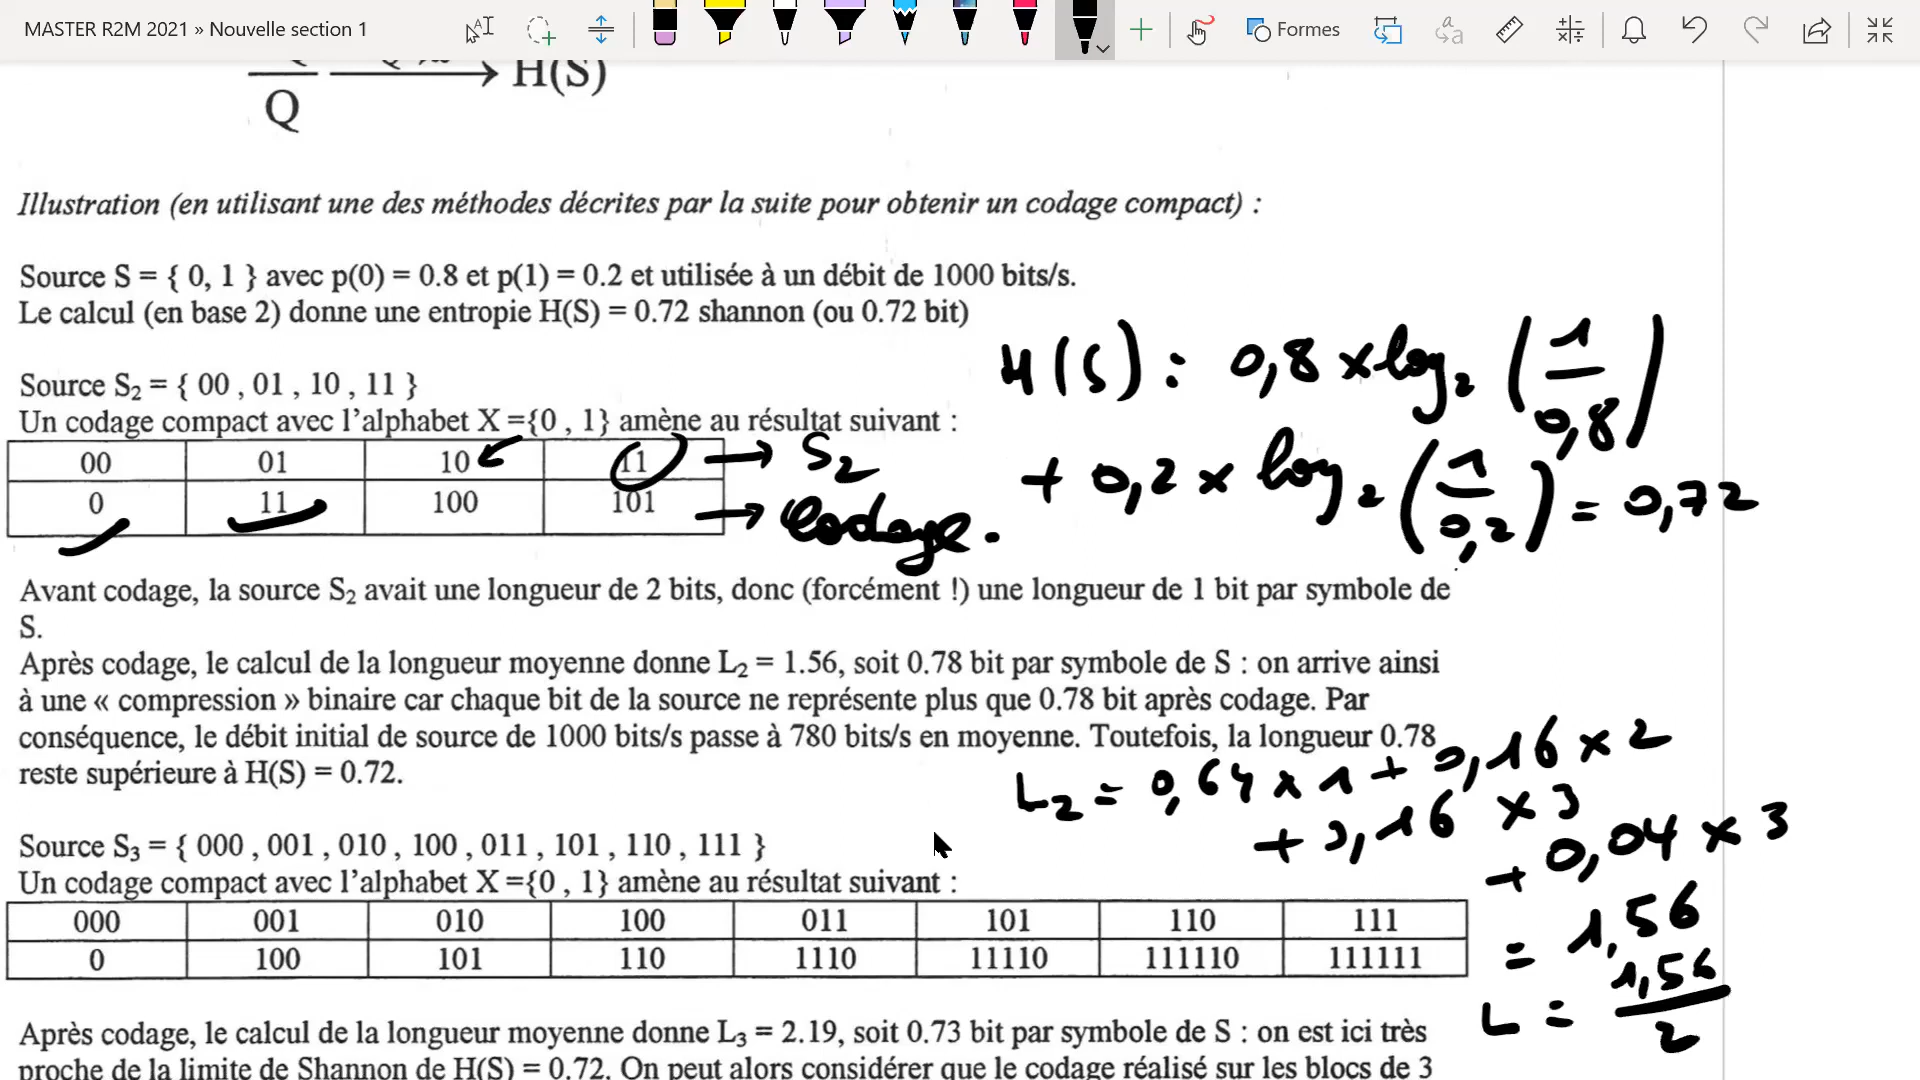 MASTER R2M 2021 » Nouvelle section 1
Formes
Q
H(S)
Illustration (en utilisant une des méthodes décrites par la suite pour obtenir un codage compact) :
Source S = { 0, 1 } avec p(0) = 0.8 et p(1) = 0.2 et utilisée à un débit de 1000 bits/s.
Le calcul (en base 2) donne une entropie H(S) = 0.72 shannon (ou 0.72 bit)
H(S) : 0,8 × log₂ (1/0,8)
+ 0,2 × log₂ (1/0,2) = 0,72
Source S₂ = { 00 , 01 , 10 , 11 }
Un codage compact avec l'alphabet X ={0 , 1} amène au résultat suivant :
00 01 10 11 → S₂
0 11 100 101 → Codage.
Avant codage, la source S₂ avait une longueur de 2 bits, donc (forcément !) une longueur de 1 bit par symbole de
S.
Après codage, le calcul de la longueur moyenne donne L₂ = 1.56, soit 0.78 bit par symbole de S : on arrive ainsi
à une « compression » binaire car chaque bit de la source ne représente plus que 0.78 bit après codage. Par
conséquence, le débit initial de source de 1000 bits/s passe à 780 bits/s en moyenne. Toutefois, la longueur 0.78
reste supérieure à H(S) = 0.72.
L₂ = 0,64 × 1 + 0,16 × 2
+ 0,16 × 3
+ 0,04 × 3
= 1,56
L = 1,56/2
Source S₃ = { 000 , 001 , 010 , 100 , 011 , 101 , 110 , 111 }
Un codage compact avec l'alphabet X ={0 , 1} amène au résultat suivant :
000 001 010 100 011 101 110 111
0 100 101 110 1110 11110 111110 111111
Après codage, le calcul de la longueur moyenne donne L₃ = 2.19, soit 0.73 bit par symbole de S : on est ici très
proche de la limite de Shannon de H(S) = 0.72. On peut alors considérer que le codage réalisé sur les blocs de 3